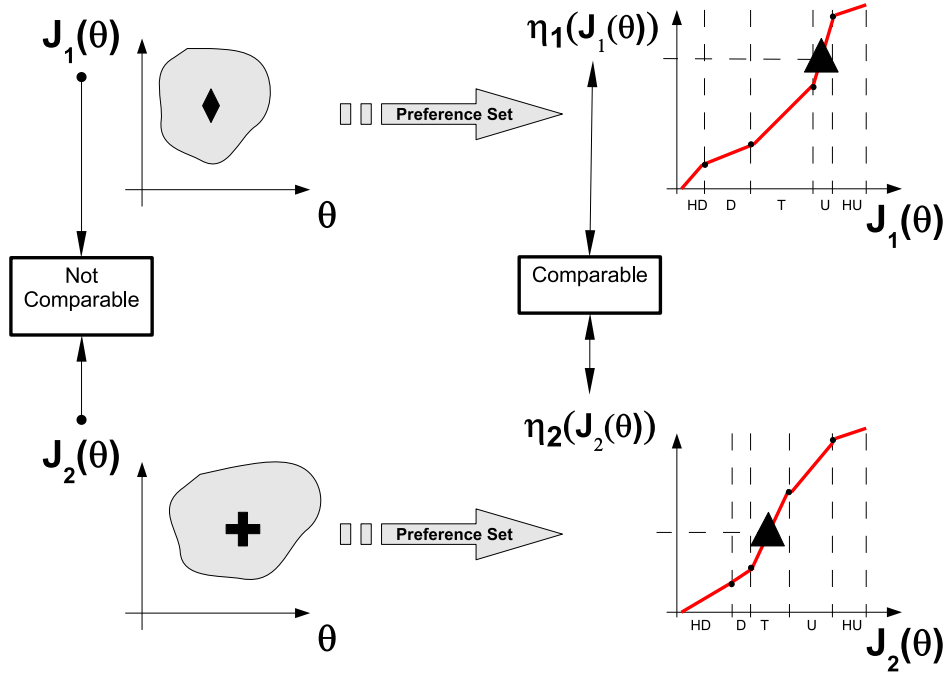 J₁(θ)
η₁(J₁(θ))
Preference Set
θ
HD D T U HU
J₁(θ)
Not
Comparable
Comparable
J₂(θ)
η₂(J₂(θ))
Preference Set
θ
HD D T U HU
J₂(θ)